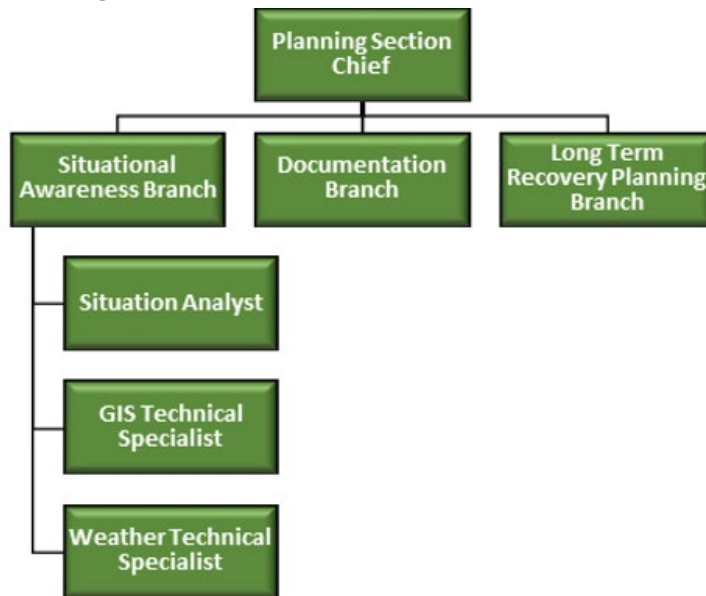 Planning Section
Chief
Situational
Awareness Branch
Documentation
Branch
Long Term
Recovery Planning
Branch
Situation Analyst
GIS Technical
Specialist
Weather Technical
Specialist